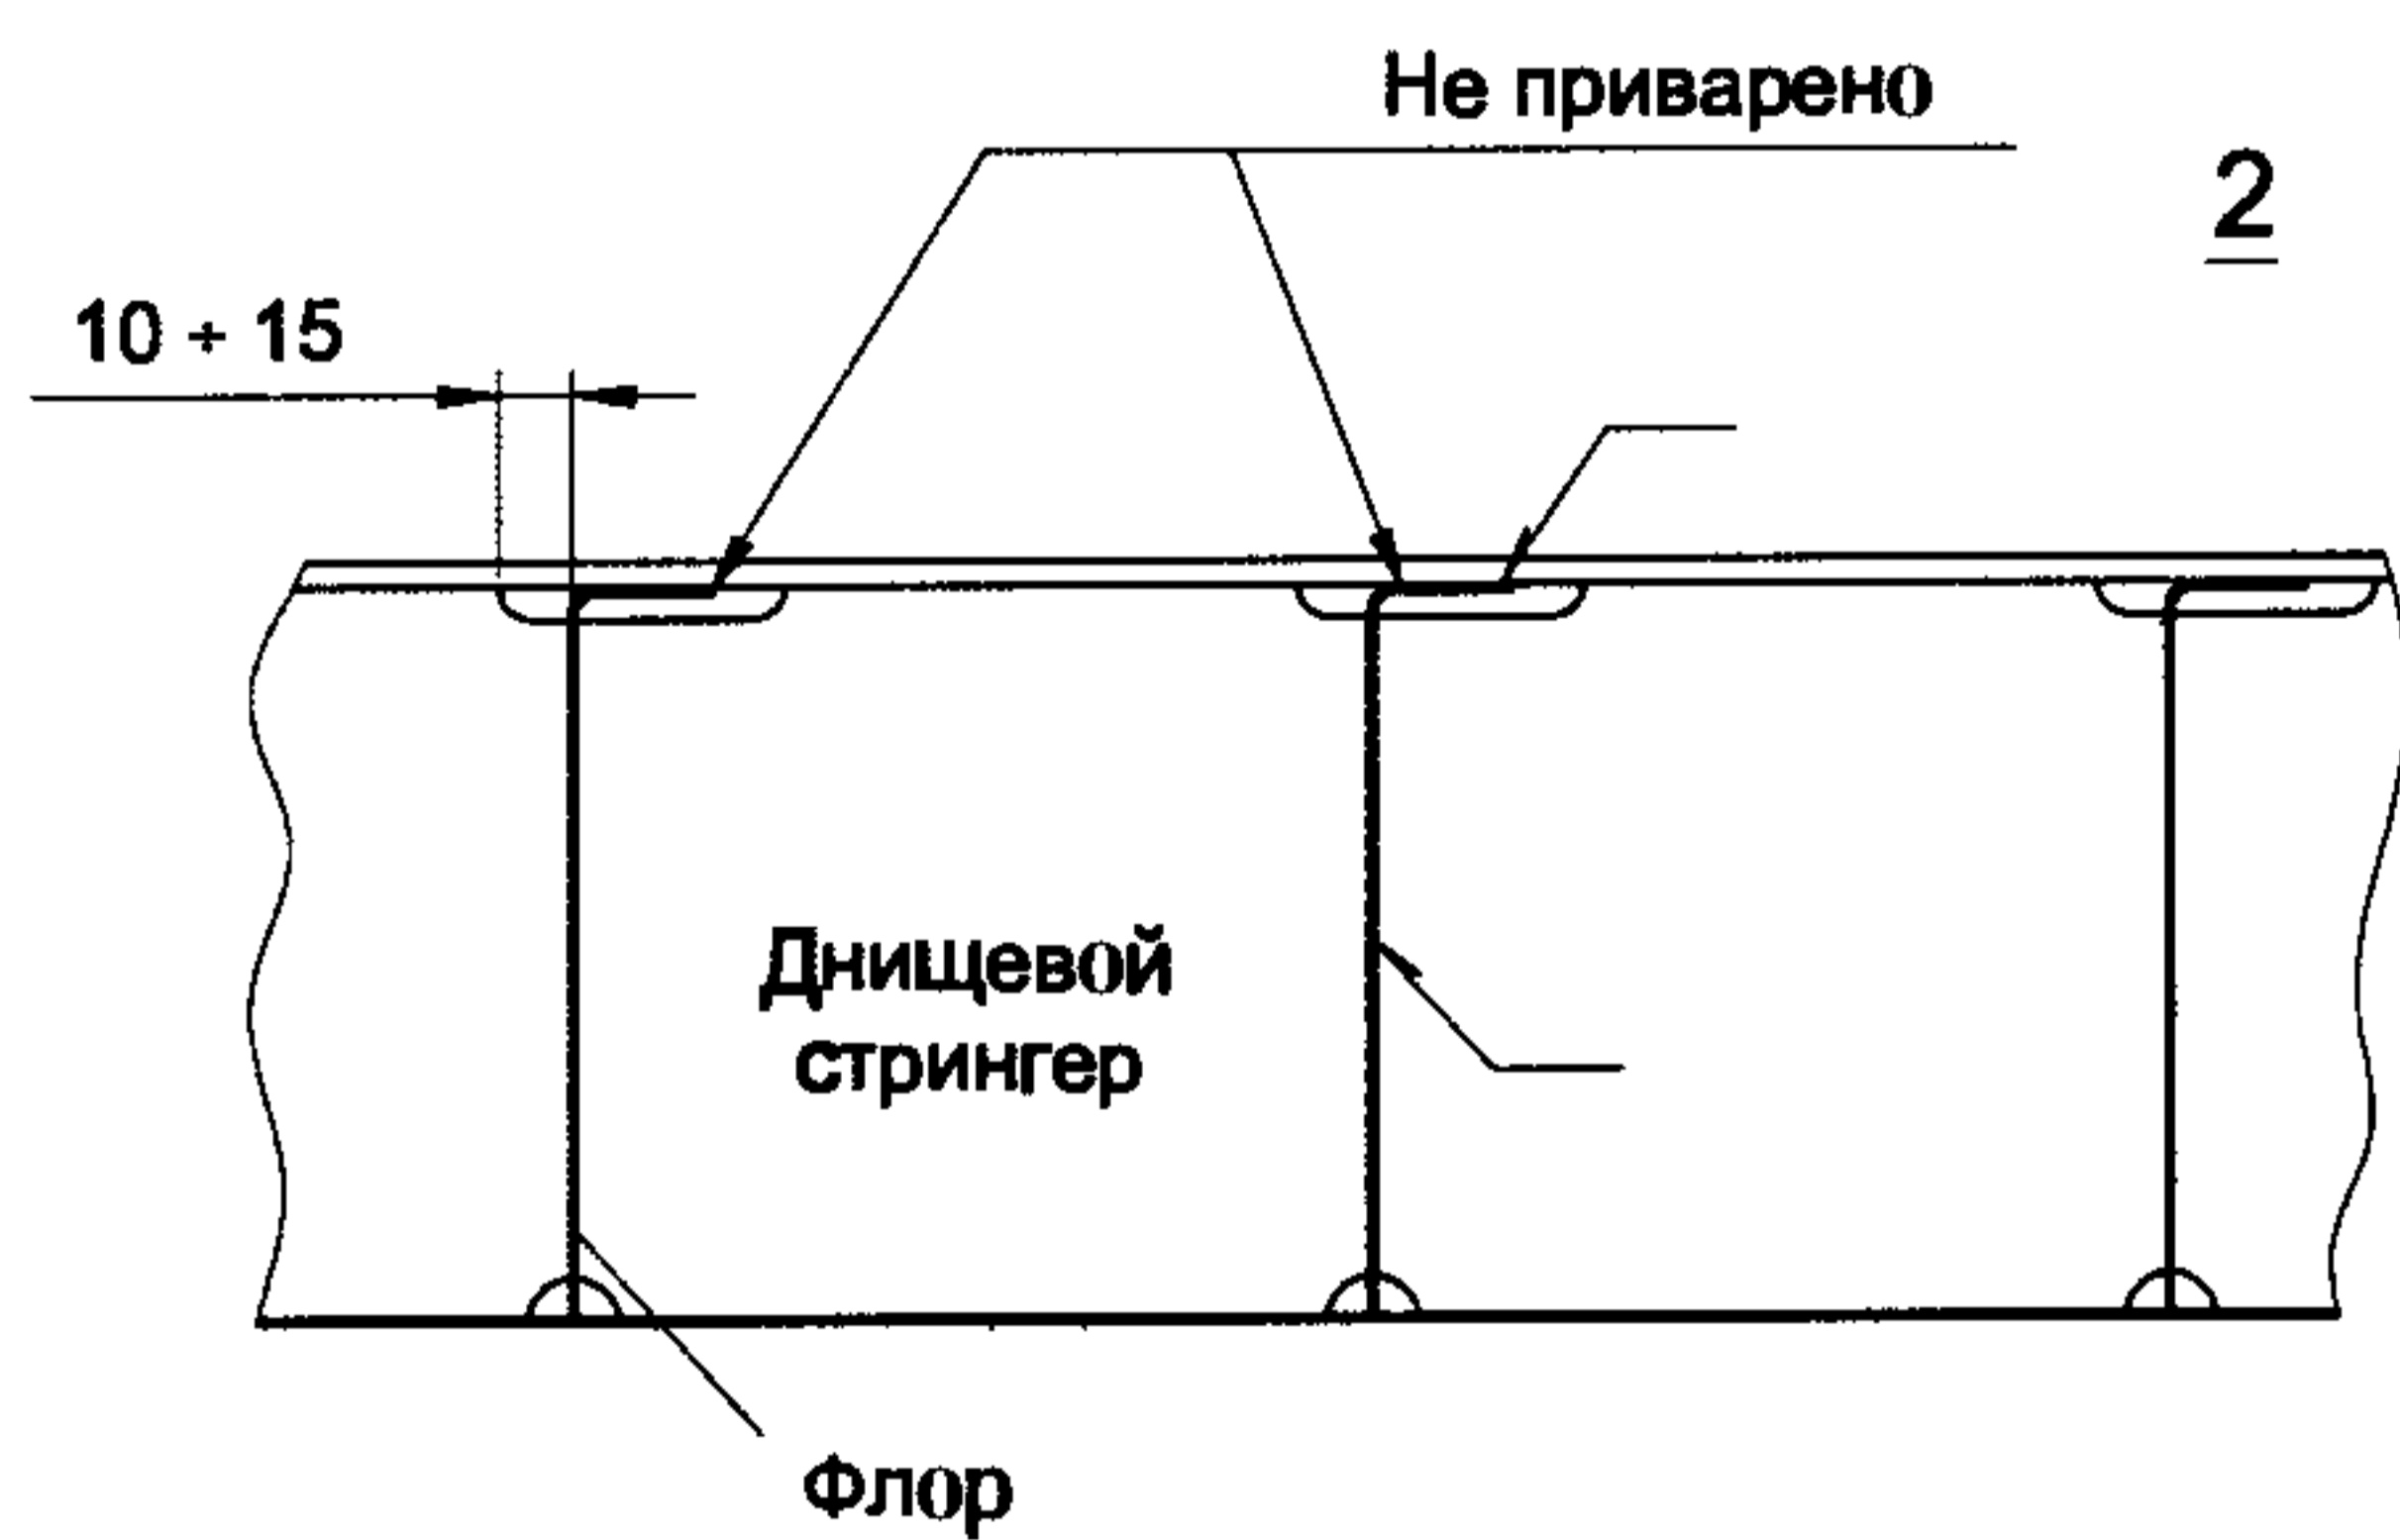 Не приварено
2
10 ÷ 15
Днищевой
стрингер
Флор